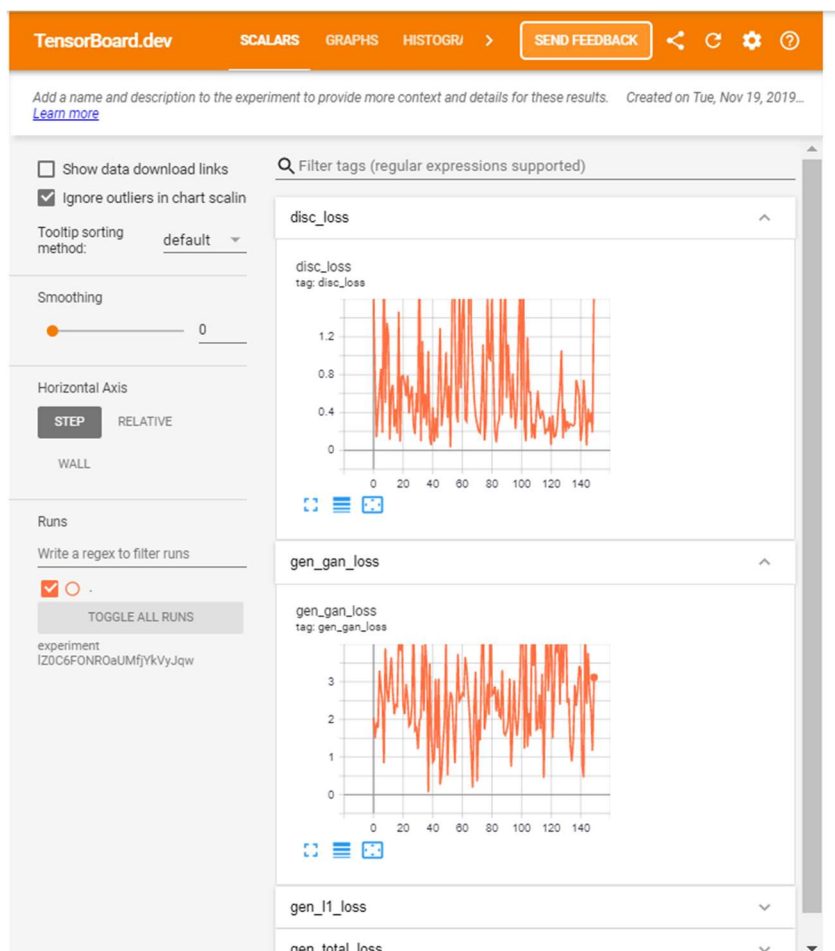 TensorBoard.dev SCALARS GRAPHS HISTOGR SEND FEEDBACK
Add a name and description to the experiment to provide more context and details for these results. Created on Tue, Nov 19, 2019...
Learn more
Show data download links
Ignore outliers in chart scalin
Tooltip sorting
method: default
Smoothing
0
Horizontal Axis
STEP RELATIVE
WALL
Runs
Write a regex to filter runs
.
TOGGLE ALL RUNS
experiment
Filter tags (regular expressions supported)
disc_loss
disc_loss
tag: disc_loss
1.2
0.8
0.4
0
0 20 40 60 80 100 120 140
gen_gan_loss
gen_gan_loss
tag: gen_gan_loss
3
2
1
0
0 20 40 60 80 100 120 140
gen_l1_loss
gen_total_loss